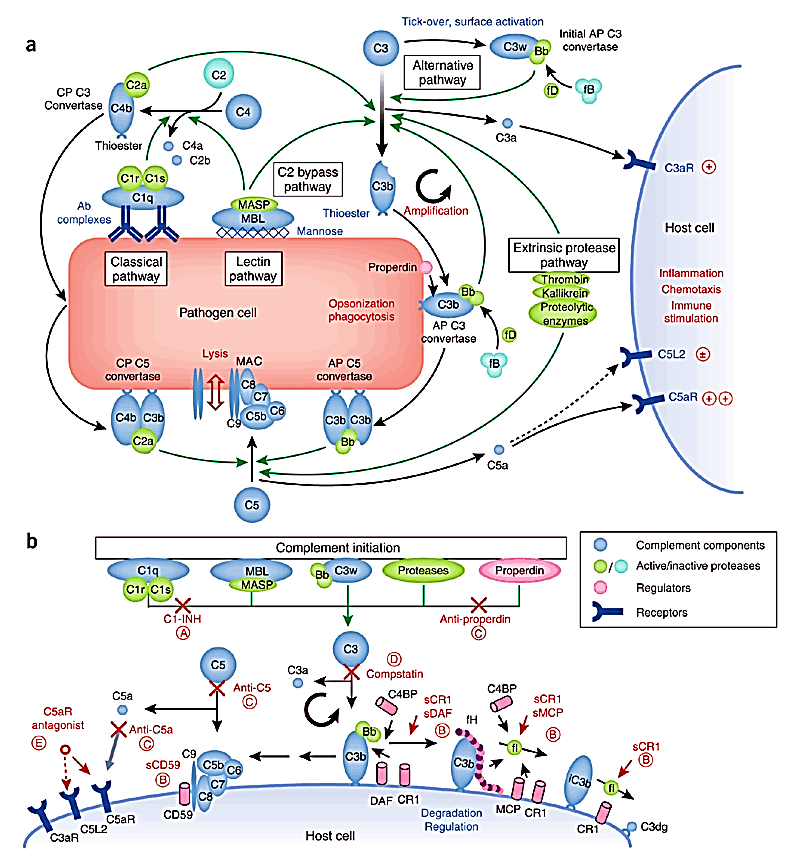 a
Tick-over, surface activation
C3
C3w
Bb
Initial AP C3
convertase
Alternative
pathway
fD
fB
C2a
C2
CP C3
Convertase
C4b
C4
Thioester
C4a
C2b
C3a
C3aR
+
C1r
C1s
C1q
Ab
complexes
C2 bypass
pathway
MASP
MBL
Mannose
C3b
Thioester
Amplification
Host cell
Classical
pathway
Lectin
pathway
Properdin
Extrinsic protease
pathway
Thrombin
Kallikrein
Proteolytic
enzymes
Inflammation
Chemotaxis
Immune
stimulation
Pathogen cell
Opsonization
phagocytosis
Bb
C3b
AP C3
convertase
fD
fB
CP C5
convertase
Lysis
MAC
AP C5
convertase
C5L2
±
C8
C7
C6
C5b
C9
C4b
C3b
C2a
C3b
C3b
Bb
C5aR
+
+
C5a
C5
b
Complement initiation
C1q
C1r
C1s
MBL
MASP
Bb
C3w
Proteases
Properdin
C1-INH
A
Anti-properdin
C
Complement components
/
Active/inactive proteases
Regulators
Receptors
C5
C3
D
Compstatin
C3a
Anti-C5
C
C5a
C5aR
antagonist
E
Anti-C5a
C
C4BP
sCR1
sDAF
B
fH
C4BP
sCR1
sMCP
B
fI
sCR1
B
Bb
C3b
C3b
iC3b
fI
sCD59
B
C9
C5b
C6
C7
C8
CD59
DAF
CR1
Degradation
Regulation
MCP
CR1
CR1
C3dg
C3aR
C5L2
C5aR
Host cell